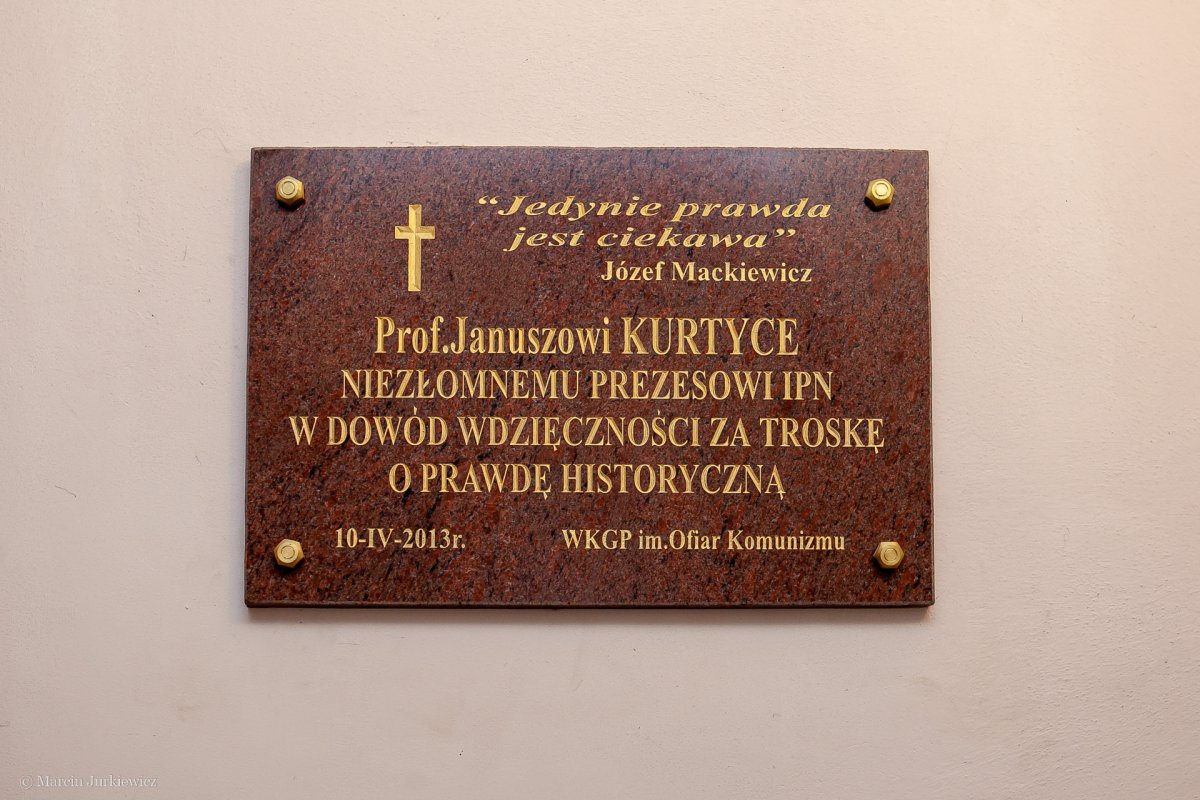 “Jedynie prawda
jest ciekawa”
Józef Mackiewicz
Prof.Januszowi KURTYCE
NIEZŁOMNEMU PREZESOWI IPN
W DOWÓD WDZIĘCZNOŚCI ZA TROSKĘ
O PRAWDĘ HISTORYCZNĄ
10-IV-2013r. WKGP im.Ofiar Komunizmu
© Marcin Jurkiewicz